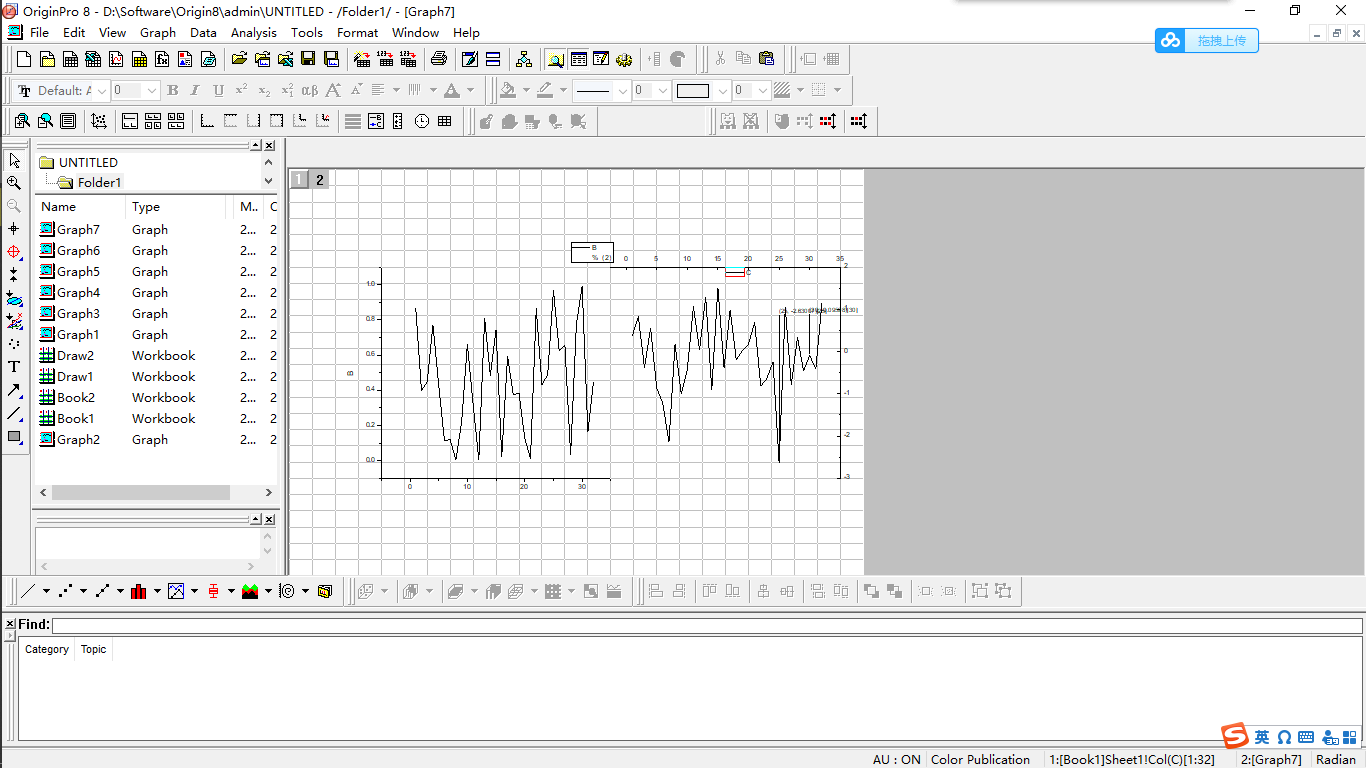 OriginPro 8 - D:\Software\Origin8\admin\UNTITLED - /Folder1/ - [Graph7]
File Edit View Graph Data Analysis Tools Format Window Help
拖拽上传
Default: A 0 B I U x² x₂ αβ A A A 0 0
UNTITLED
Folder1
Name Type M.. C
Graph7 Graph 2... 2
Graph6 Graph 2... 2
Graph5 Graph 2... 2
Graph4 Graph 2... 2
Graph3 Graph 2... 2
Graph1 Graph 2... 2
Draw2 Workbook 2... 2
Draw1 Workbook 2... 2
Book2 Workbook 2... 2
Book1 Workbook 2... 2
Graph2 Graph 2... 2
T
1 2
B
% (2)
0 5 10 15 20 25 30 35
C
2
1
0
-1
-2
-3
1.0
0.6
0.4
0.2
0.0
B
0 10 20 30
Find:
Category Topic
英
AU : ON Color Publication 1:[Book1]Sheet1!Col(C)[1:32] 2:[Graph7] Radian